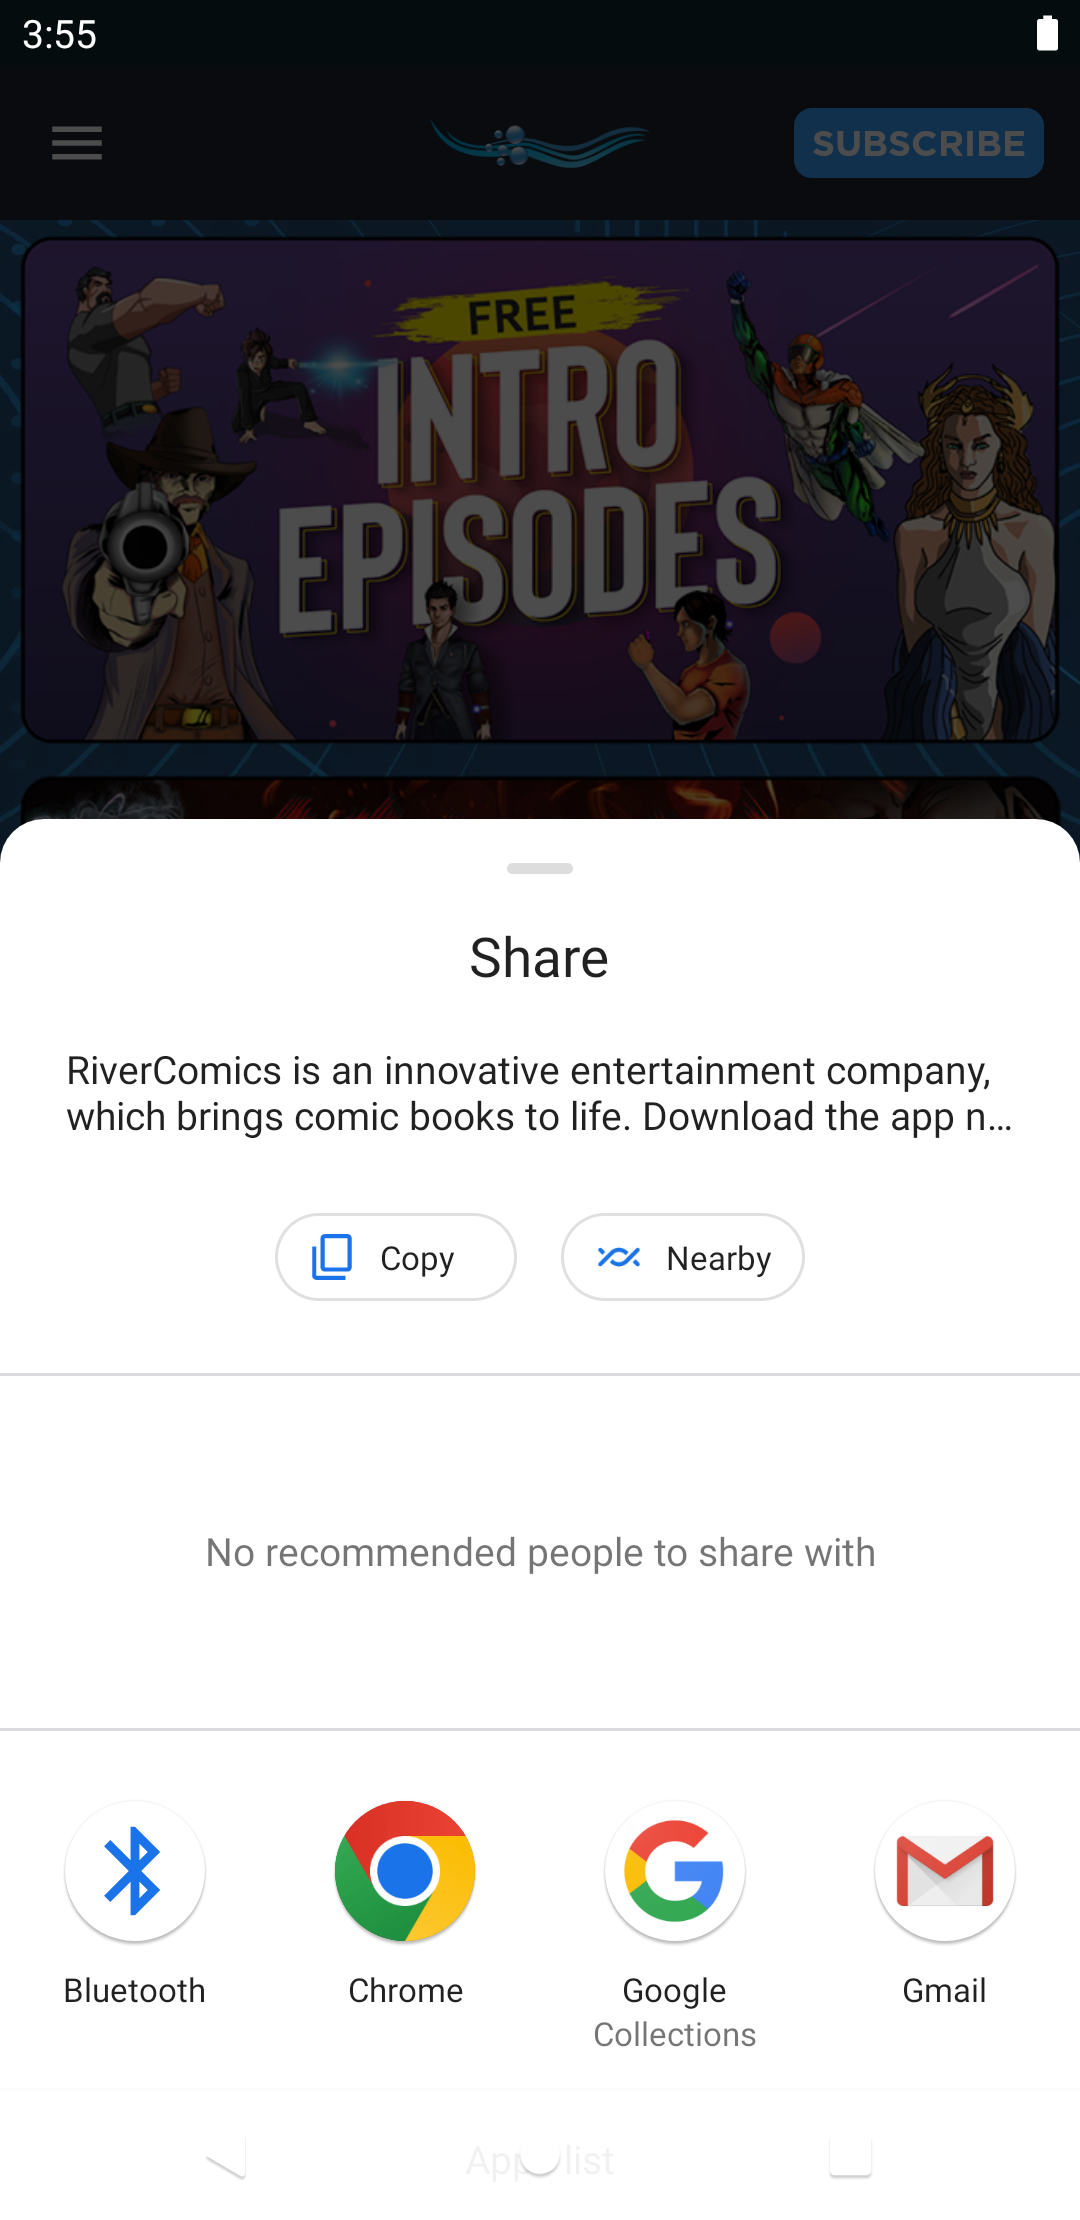 3:55
SUBSCRIBE
FREE
INTRO
EPISODES
Share
RiverComics is an innovative entertainment company,
which brings comic books to life. Download the app n...
Copy
Nearby
No recommended people to share with
Bluetooth
Chrome
Google
Collections
Gmail
App list